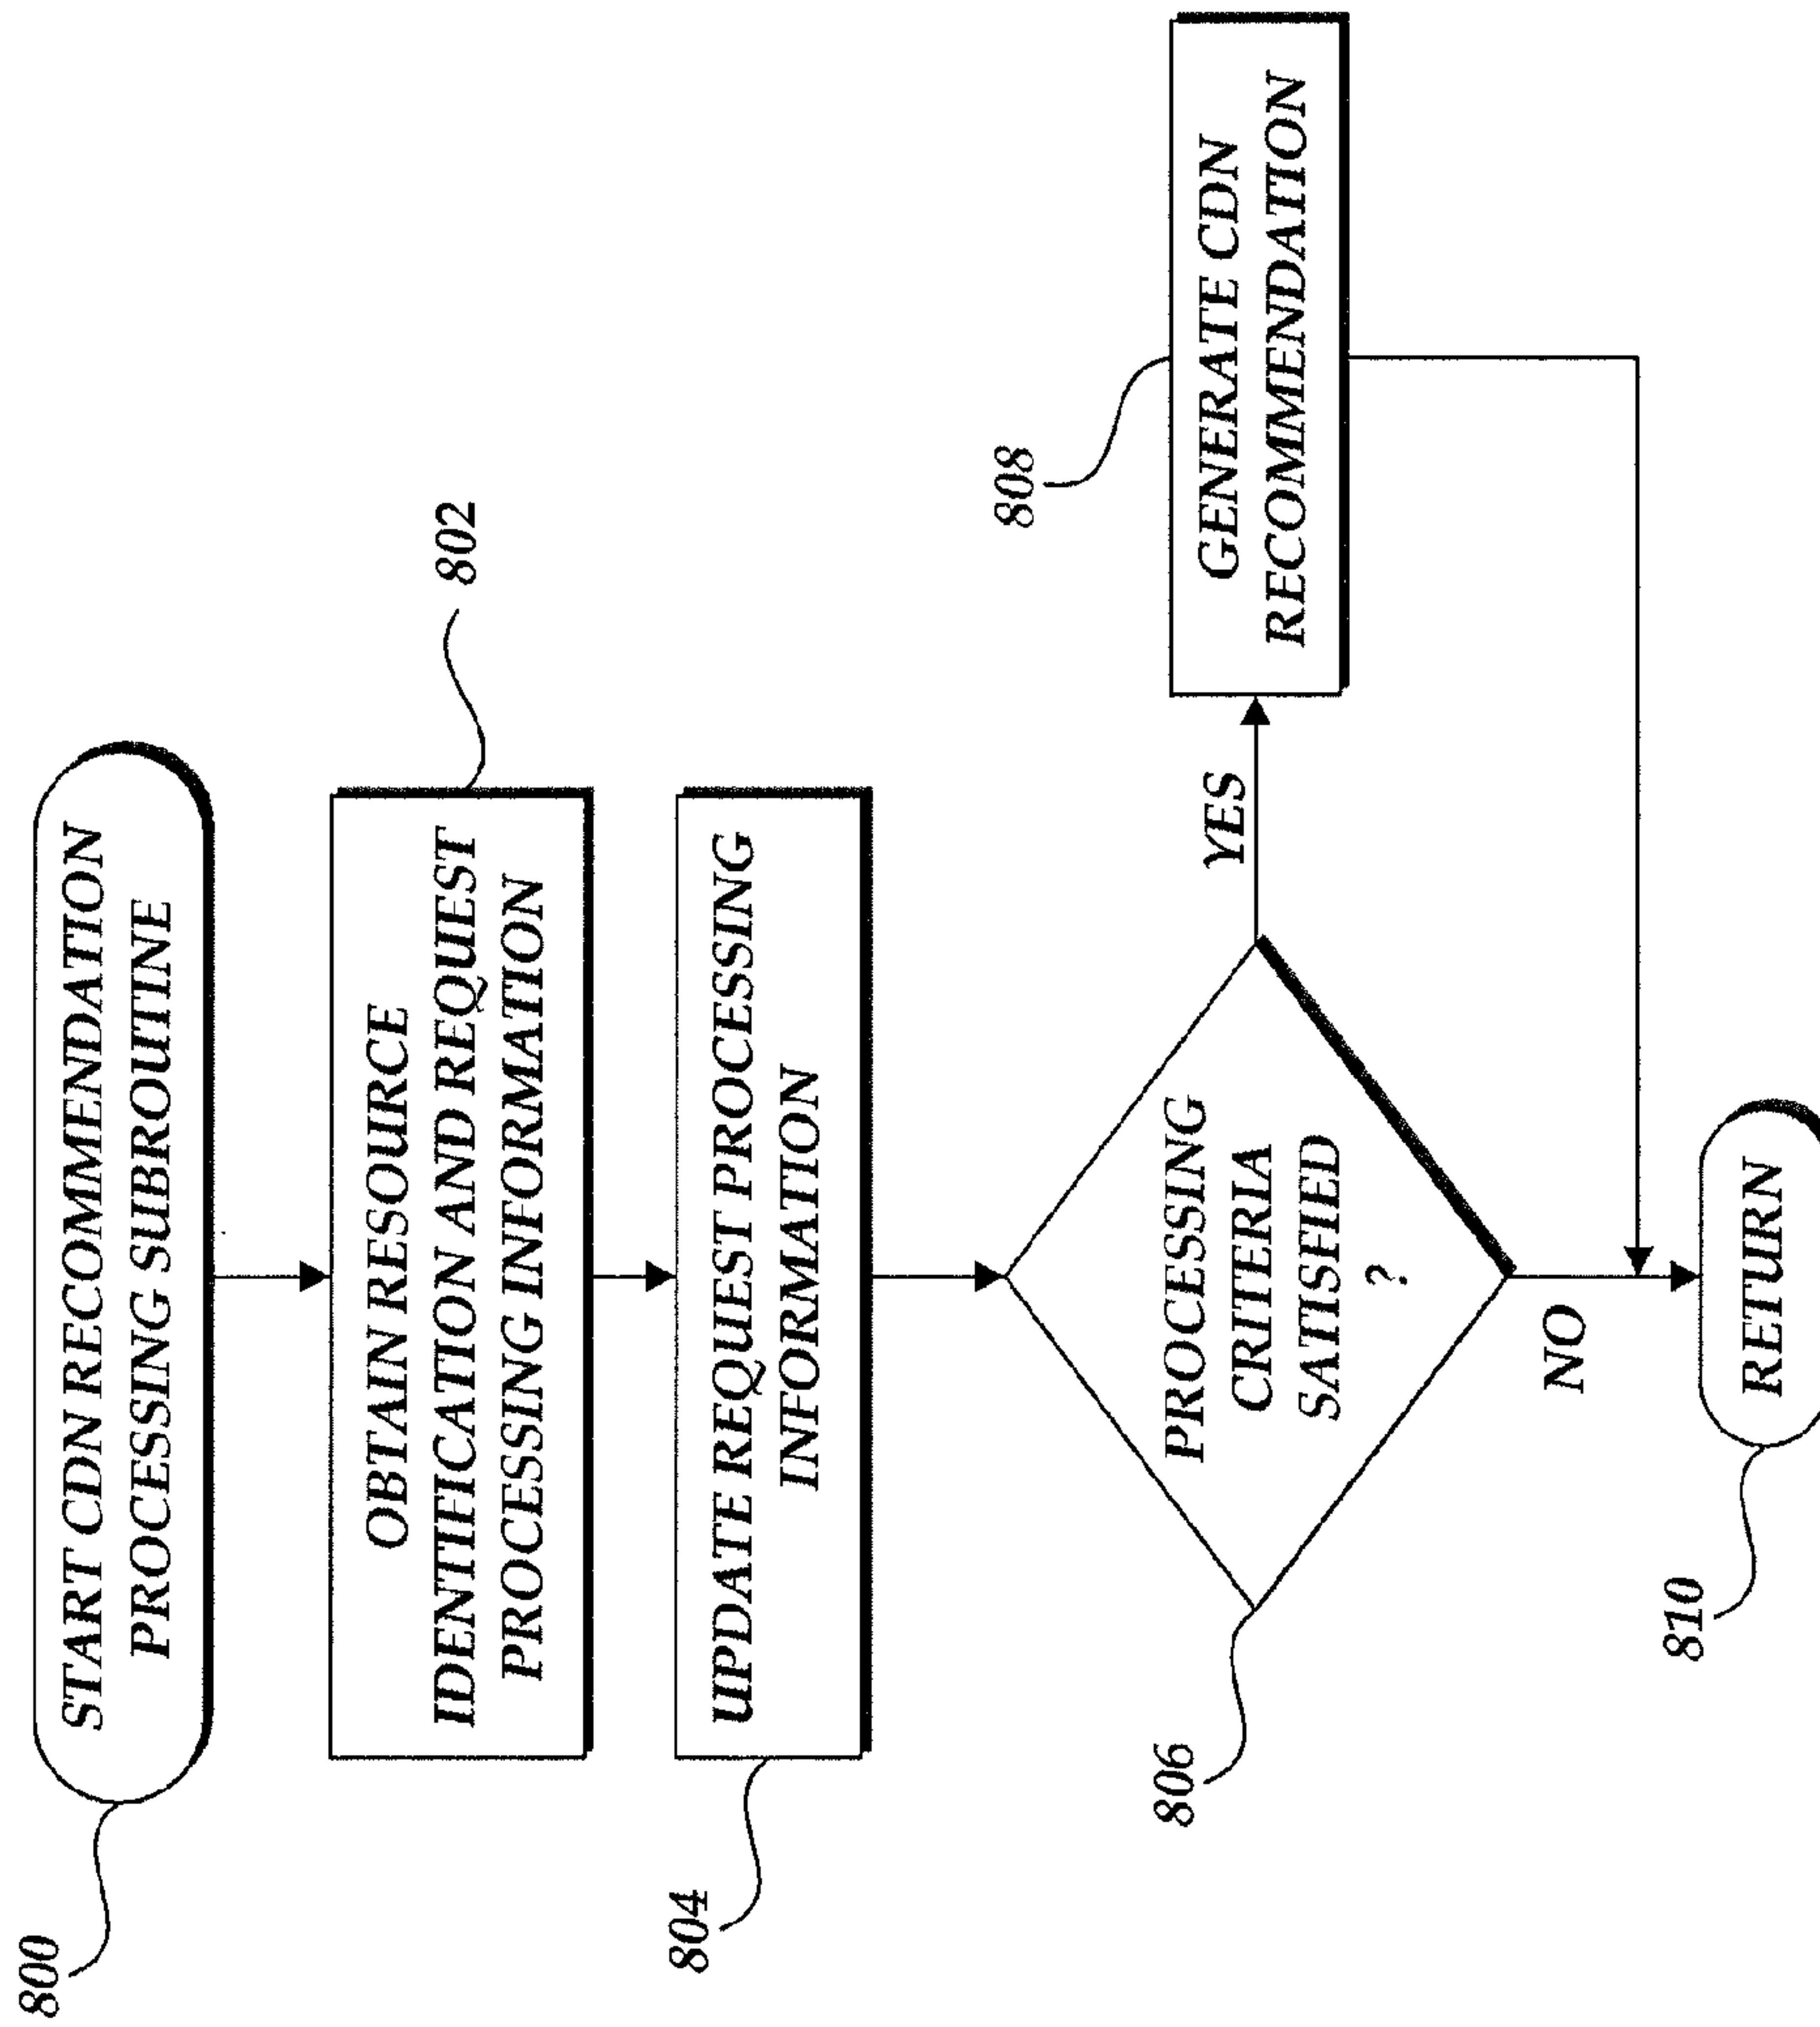 800
START CDN RECOMMENDATION
PROCESSING SUBROUTINE
802
OBTAIN RESOURCE
IDENTIFICATION AND REQUEST
PROCESSING INFORMATION
804
UPDATE REQUEST PROCESSING
INFORMATION
806
PROCESSING
CRITERIA
SATISFIED
?
YES
808
GENERATE CDN
RECOMMENDATION
NO
810
RETURN